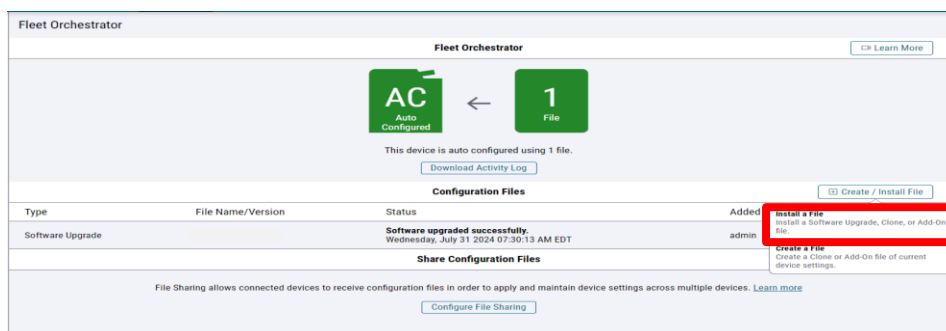 Fleet Orchestrator
Fleet Orchestrator
Learn More
AC
Auto
Configured
1
File
This device is auto configured using 1 file.
Download Activity Log
Configuration Files
Create / Install File
Type File Name/Version Status Added
Install a File
Install a Software Upgrade, Clone, or Add-On
file.
Software Upgrade
Software upgraded successfully.
Wednesday, July 31 2024 07:30:13 AM EDT
admin
Create a File
Create a Clone or Add-On file of current
device settings.
Share Configuration Files
File Sharing allows connected devices to receive configuration files in order to apply and maintain device settings across multiple devices. Learn more
Configure File Sharing